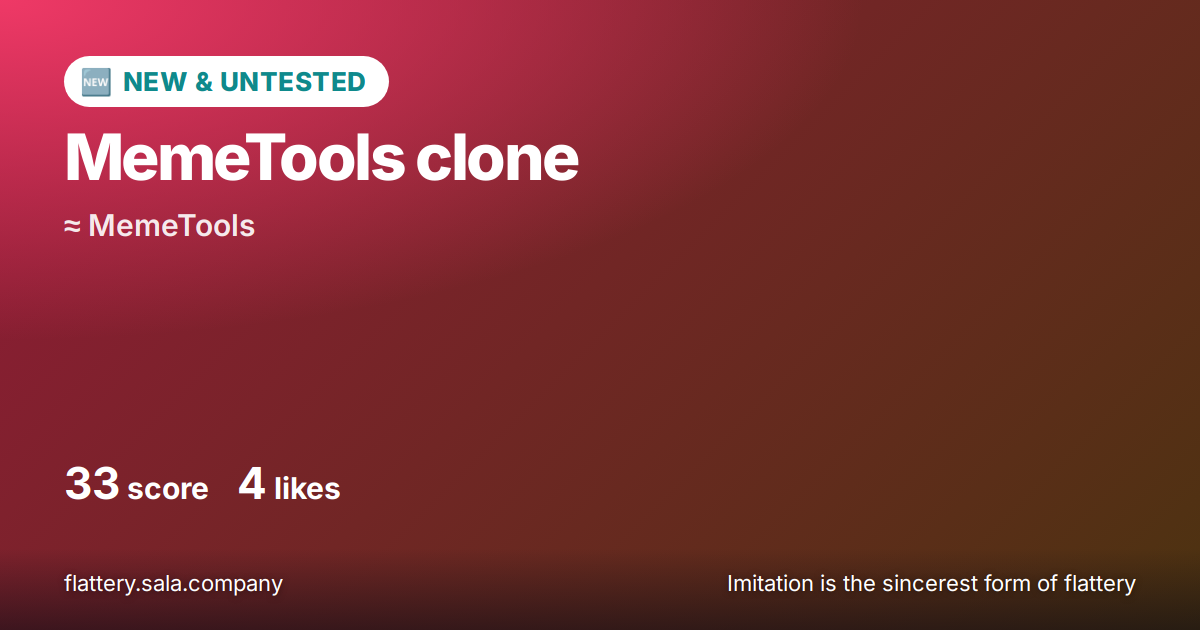 🆕 NEW & UNTESTED
MemeTools clone
≈ MemeTools
33 score 4 likes
flattery.sala.company
Imitation is the sincerest form of flattery